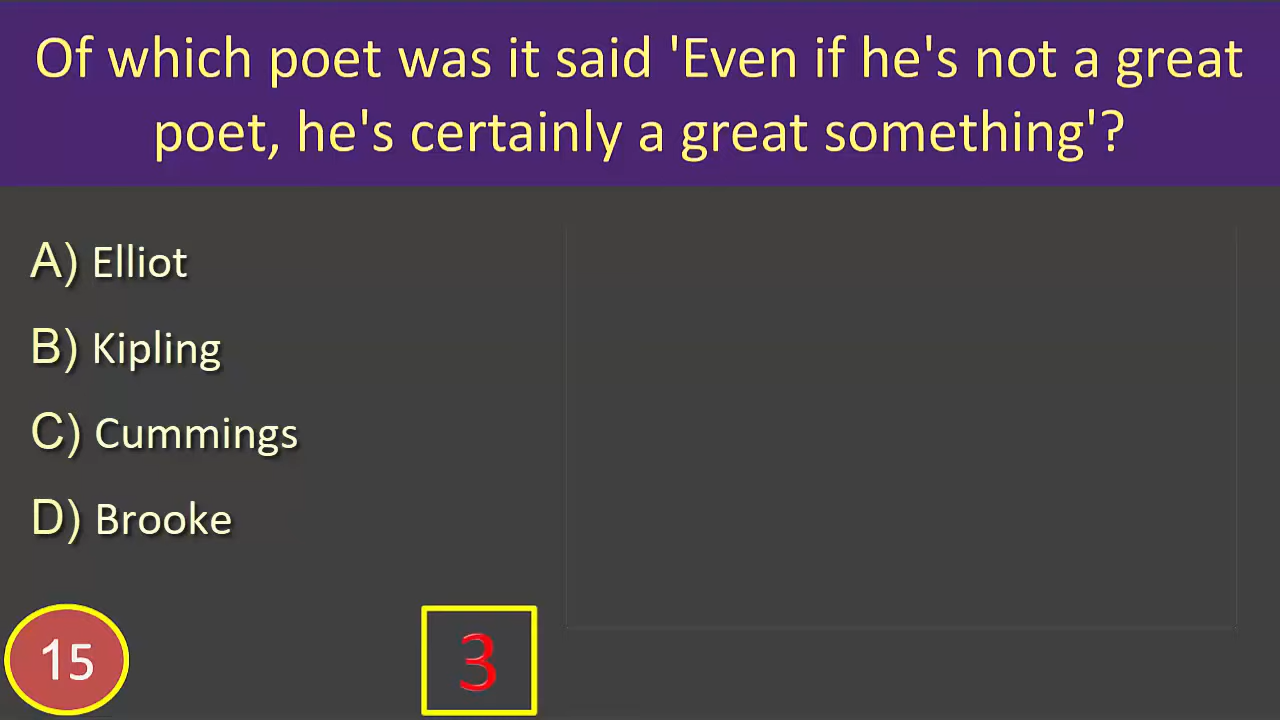 Of which poet was it said 'Even if he's not a great
poet, he's certainly a great something'?
A) Elliot
B) Kipling
C) Cummings
D) Brooke
15
3